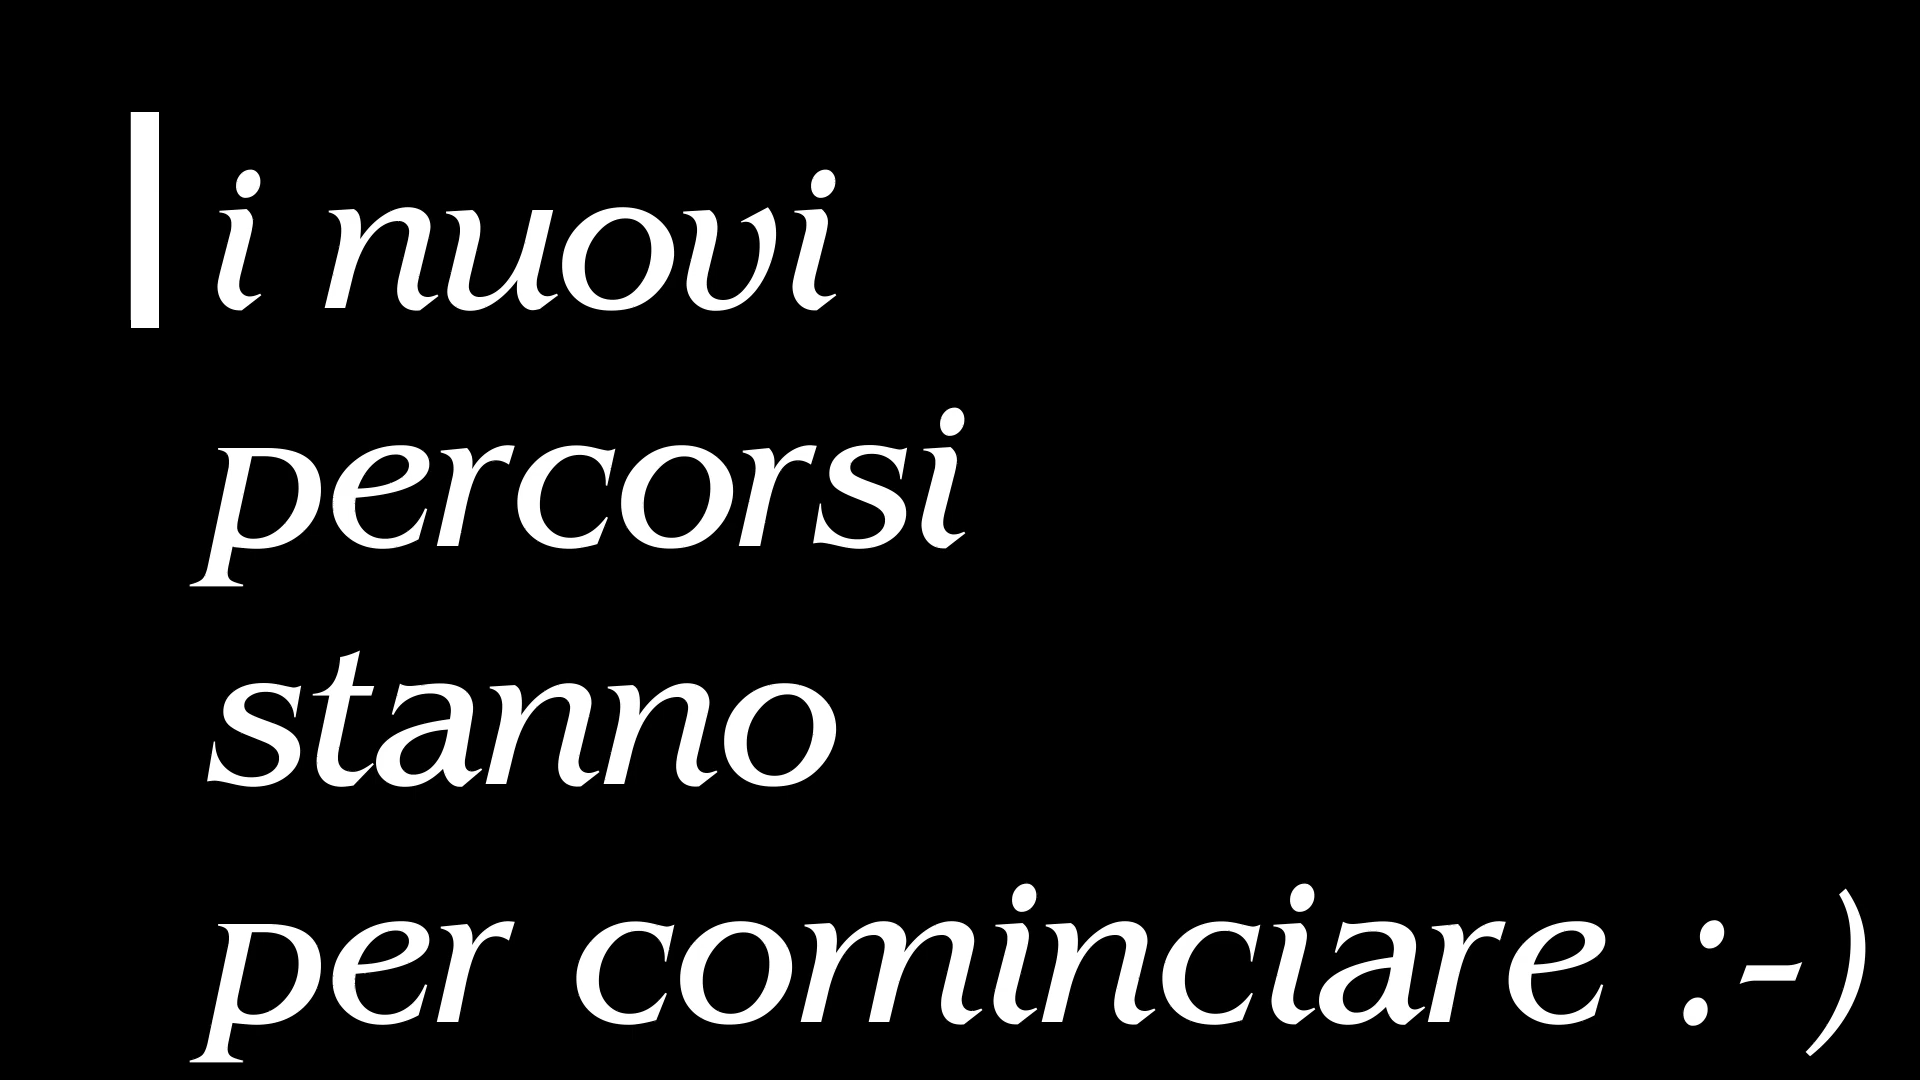 i nuovi
percorsi
stanno
per cominciare :-)